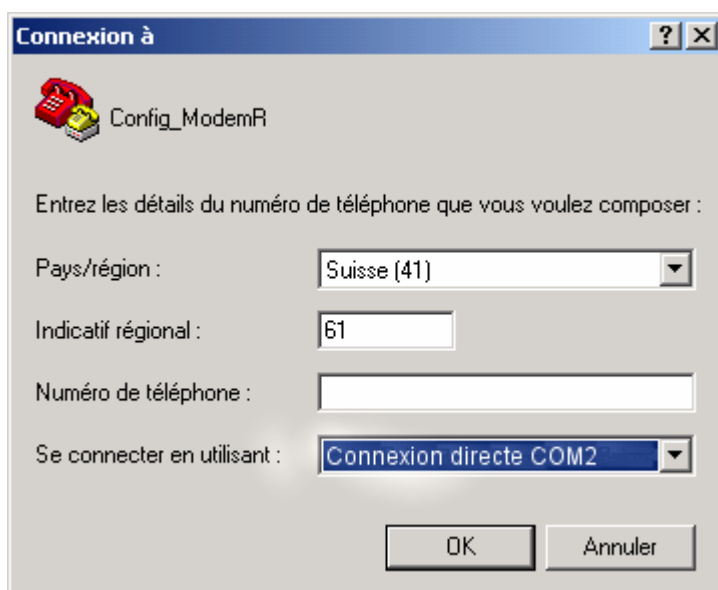 Connexion à
Config_ModemR
Entrez les détails du numéro de téléphone que vous voulez composer :
Pays/région : Suisse (41)
Indicatif régional : 61
Numéro de téléphone :
Se connecter en utilisant : Connexion directe COM2
OK Annuler